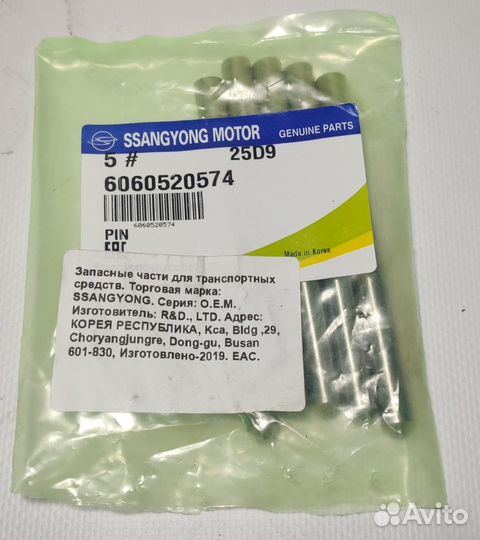 SSANGYONG MOTOR GENUINE PARTS
5 # 25D9
6060520574
6060520574
PIN
EAC
Made in Korea
Запасные части для транспортных
средств. Торговая марка:
SSANGYONG. Серия: O.E.M.
Изготовитель: R&D., LTD. Адрес:
КОРЕЯ РЕСПУБЛИКА, Kca, Bldg ,29,
Choryangjungre, Dong-gu, Busan
601-830, Изготовлено-2019. EAC.
Avito